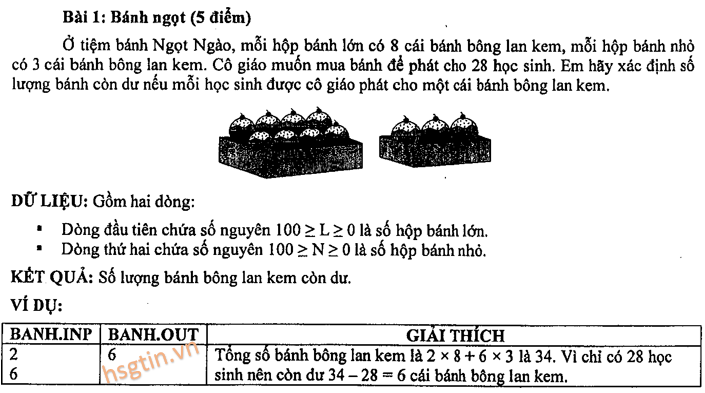 Bài 1: Bánh ngọt (5 điểm)
Ở tiệm bánh Ngọt Ngào, mỗi hộp bánh lớn có 8 cái bánh bông lan kem, mỗi hộp bánh nhỏ
có 3 cái bánh bông lan kem. Cô giáo muốn mua bánh để phát cho 28 học sinh. Em hãy xác định số
lượng bánh còn dư nếu mỗi học sinh được cô giáo phát cho một cái bánh bông lan kem.
DỮ LIỆU: Gồm hai dòng:
▪ Dòng đầu tiên chứa số nguyên 100 ≥ L ≥ 0 là số hộp bánh lớn.
▪ Dòng thứ hai chứa số nguyên 100 ≥ N ≥ 0 là số hộp bánh nhỏ.
KẾT QUẢ: Số lượng bánh bông lan kem còn dư.
VÍ DỤ:
BANH.INP BANH.OUT GIẢI THÍCH
2 6 Tổng số bánh bông lan kem là 2 × 8 + 6 × 3 là 34. Vì chỉ có 28 học
6 sinh nên còn dư 34 – 28 = 6 cái bánh bông lan kem.
hsgtin.vn